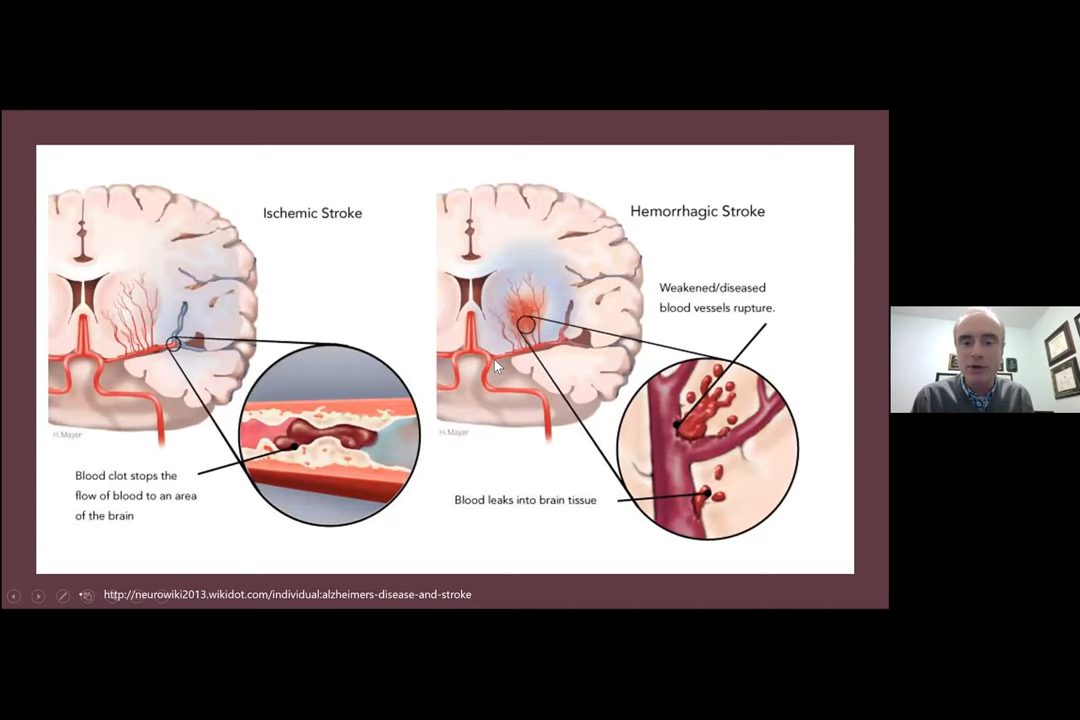 Ischemic Stroke
Blood clot stops the
flow of blood to an area
of the brain
H.Mayer
Hemorrhagic Stroke
Weakened/diseased
blood vessels rupture.
Blood leaks into brain tissue
H.Mayer
http://neurowiki2013.wikidot.com/individual:alzheimers-disease-and-stroke